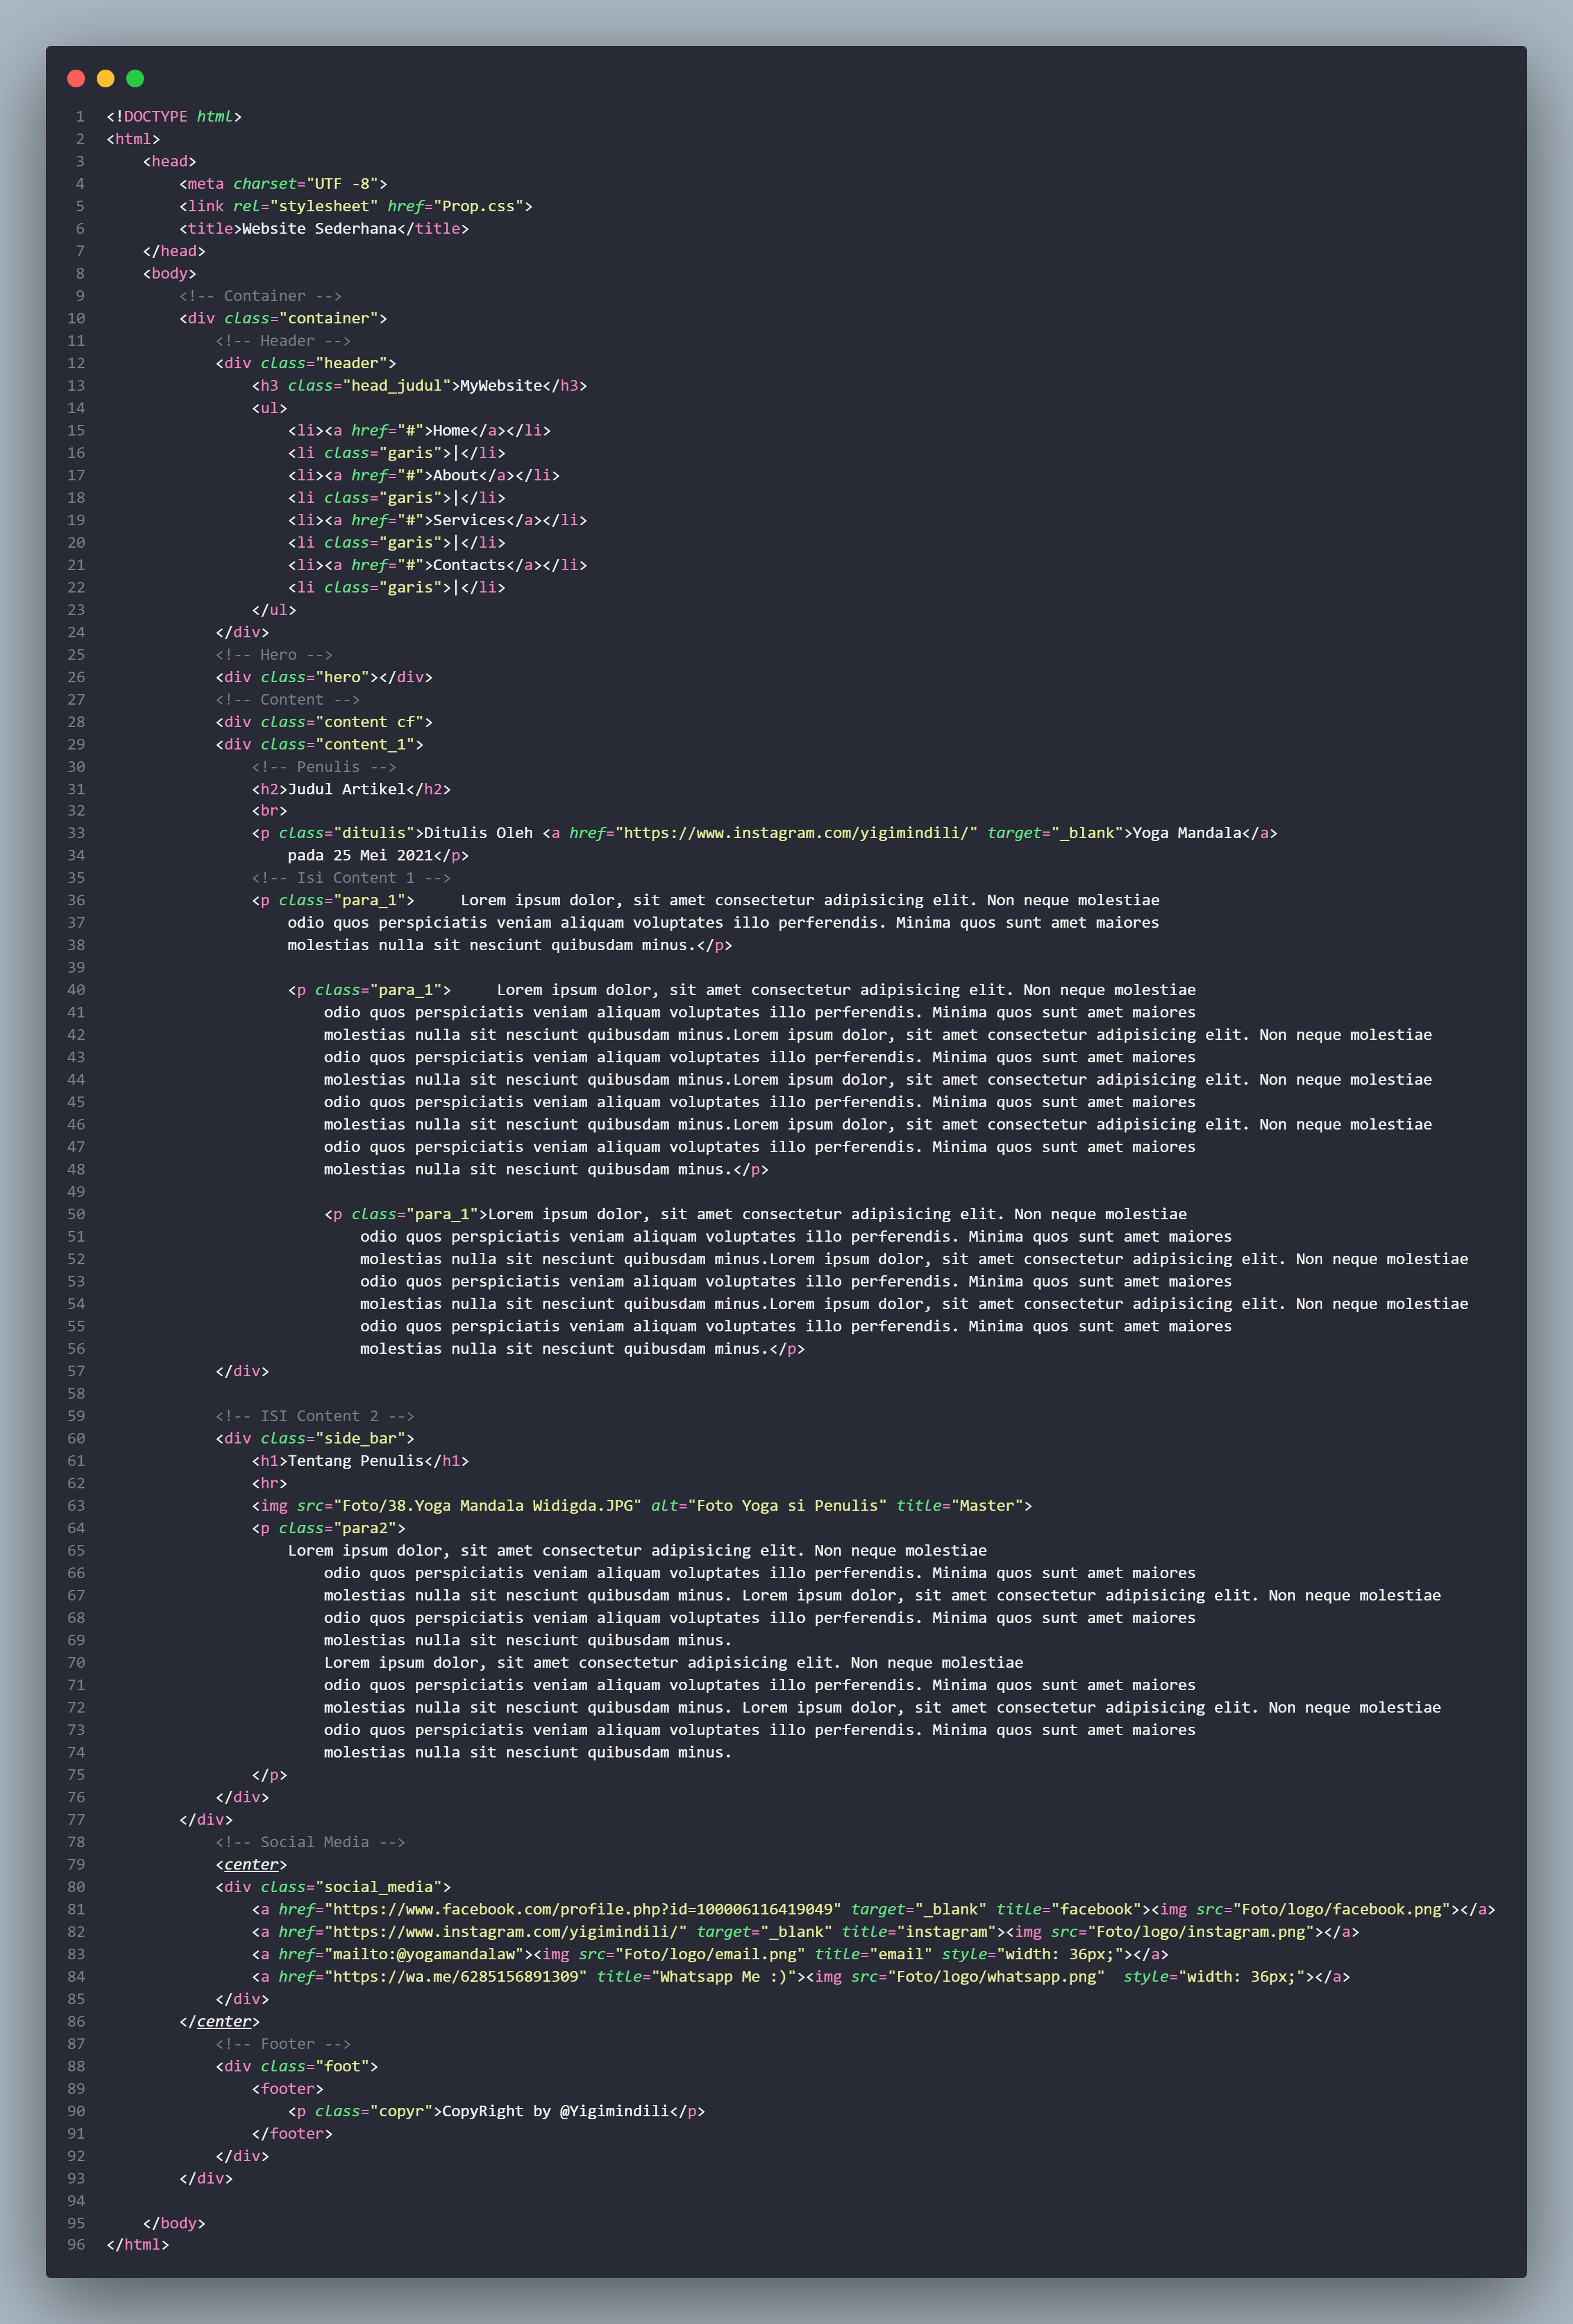 1 <!DOCTYPE html>
2 <html>
3     <head>
4         <meta charset="UTF -8">
5         <link rel="stylesheet" href="Prop.css">
6         <title>Website Sederhana</title>
7     </head>
8     <body>
9         <!-- Container -->
10         <div class="container">
11             <!-- Header -->
12             <div class="header">
13                 <h3 class="head_judul">MyWebsite</h3>
14                 <ul>
15                     <li><a href="#">Home</a></li>
16                     <li class="garis">|</li>
17                     <li><a href="#">About</a></li>
18                     <li class="garis">|</li>
19                     <li><a href="#">Services</a></li>
20                     <li class="garis">|</li>
21                     <li><a href="#">Contacts</a></li>
22                     <li class="garis">|</li>
23                 </ul>
24             </div>
25             <!-- Hero -->
26             <div class="hero"></div>
27             <!-- Content -->
28             <div class="content cf">
29             <div class="content_1">
30                 <!-- Penulis -->
31                 <h2>Judul Artikel</h2>
32                 <br>
33                 <p class="ditulis">Ditulis Oleh <a href="https://www.instagram.com/yigimindili/" target="_blank">Yoga Mandala</a>
34                     pada 25 Mei 2021</p>
35                 <!-- Isi Content 1 -->
36                 <p class="para_1">     Lorem ipsum dolor, sit amet consectetur adipisicing elit. Non neque molestiae
37                     odio quos perspiciatis veniam aliquam voluptates illo perferendis. Minima quos sunt amet maiores
38                     molestias nulla sit nesciunt quibusdam minus.</p>
39
40                     <p class="para_1">     Lorem ipsum dolor, sit amet consectetur adipisicing elit. Non neque molestiae
41                         odio quos perspiciatis veniam aliquam voluptates illo perferendis. Minima quos sunt amet maiores
42                         molestias nulla sit nesciunt quibusdam minus.Lorem ipsum dolor, sit amet consectetur adipisicing elit. Non neque molestiae
43                         odio quos perspiciatis veniam aliquam voluptates illo perferendis. Minima quos sunt amet maiores
44                         molestias nulla sit nesciunt quibusdam minus.Lorem ipsum dolor, sit amet consectetur adipisicing elit. Non neque molestiae
45                         odio quos perspiciatis veniam aliquam voluptates illo perferendis. Minima quos sunt amet maiores
46                         molestias nulla sit nesciunt quibusdam minus.Lorem ipsum dolor, sit amet consectetur adipisicing elit. Non neque molestiae
47                         odio quos perspiciatis veniam aliquam voluptates illo perferendis. Minima quos sunt amet maiores
48                         molestias nulla sit nesciunt quibusdam minus.</p>
49
50                         <p class="para_1">Lorem ipsum dolor, sit amet consectetur adipisicing elit. Non neque molestiae
51                             odio quos perspiciatis veniam aliquam voluptates illo perferendis. Minima quos sunt amet maiores
52                             molestias nulla sit nesciunt quibusdam minus.Lorem ipsum dolor, sit amet consectetur adipisicing elit. Non neque molestiae
53                             odio quos perspiciatis veniam aliquam voluptates illo perferendis. Minima quos sunt amet maiores
54                             molestias nulla sit nesciunt quibusdam minus.Lorem ipsum dolor, sit amet consectetur adipisicing elit. Non neque molestiae
55                             odio quos perspiciatis veniam aliquam voluptates illo perferendis. Minima quos sunt amet maiores
56                             molestias nulla sit nesciunt quibusdam minus.</p>
57             </div>
58
59             <!-- ISI Content 2 -->
60             <div class="side_bar">
61                 <h1>Tentang Penulis</h1>
62                 <hr>
63                 <img src="Foto/38.Yoga Mandala Widigda.JPG" alt="Foto Yoga si Penulis" title="Master">
64                 <p class="para2">
65                     Lorem ipsum dolor, sit amet consectetur adipisicing elit. Non neque molestiae
66                         odio quos perspiciatis veniam aliquam voluptates illo perferendis. Minima quos sunt amet maiores
67                         molestias nulla sit nesciunt quibusdam minus. Lorem ipsum dolor, sit amet consectetur adipisicing elit. Non neque molestiae
68                         odio quos perspiciatis veniam aliquam voluptates illo perferendis. Minima quos sunt amet maiores
69                         molestias nulla sit nesciunt quibusdam minus.
70                         Lorem ipsum dolor, sit amet consectetur adipisicing elit. Non neque molestiae
71                         odio quos perspiciatis veniam aliquam voluptates illo perferendis. Minima quos sunt amet maiores
72                         molestias nulla sit nesciunt quibusdam minus. Lorem ipsum dolor, sit amet consectetur adipisicing elit. Non neque molestiae
73                         odio quos perspiciatis veniam aliquam voluptates illo perferendis. Minima quos sunt amet maiores
74                         molestias nulla sit nesciunt quibusdam minus.
75                 </p>
76             </div>
77         </div>
78             <!-- Social Media -->
79             <center>
80             <div class="social_media">
81                 <a href="https://www.facebook.com/profile.php?id=100006116419049" target="_blank" title="facebook"><img src="Foto/logo/facebook.png"></a>
82                 <a href="https://www.instagram.com/yigimindili/" target="_blank" title="instagram"><img src="Foto/logo/instagram.png"></a>
83                 <a href="mailto:@yogamandalaw"><img src="Foto/logo/email.png" title="email" style="width: 36px;"></a>
84                 <a href="https://wa.me/6285156891309" title="Whatsapp Me :)"><img src="Foto/logo/whatsapp.png"  style="width: 36px;"></a>
85             </div>
86         </center>
87             <!-- Footer -->
88             <div class="foot">
89                 <footer>
90                     <p class="copyr">CopyRight by @Yigimindili</p>
91                 </footer>
92             </div>
93         </div>
94
95     </body>
96 </html>